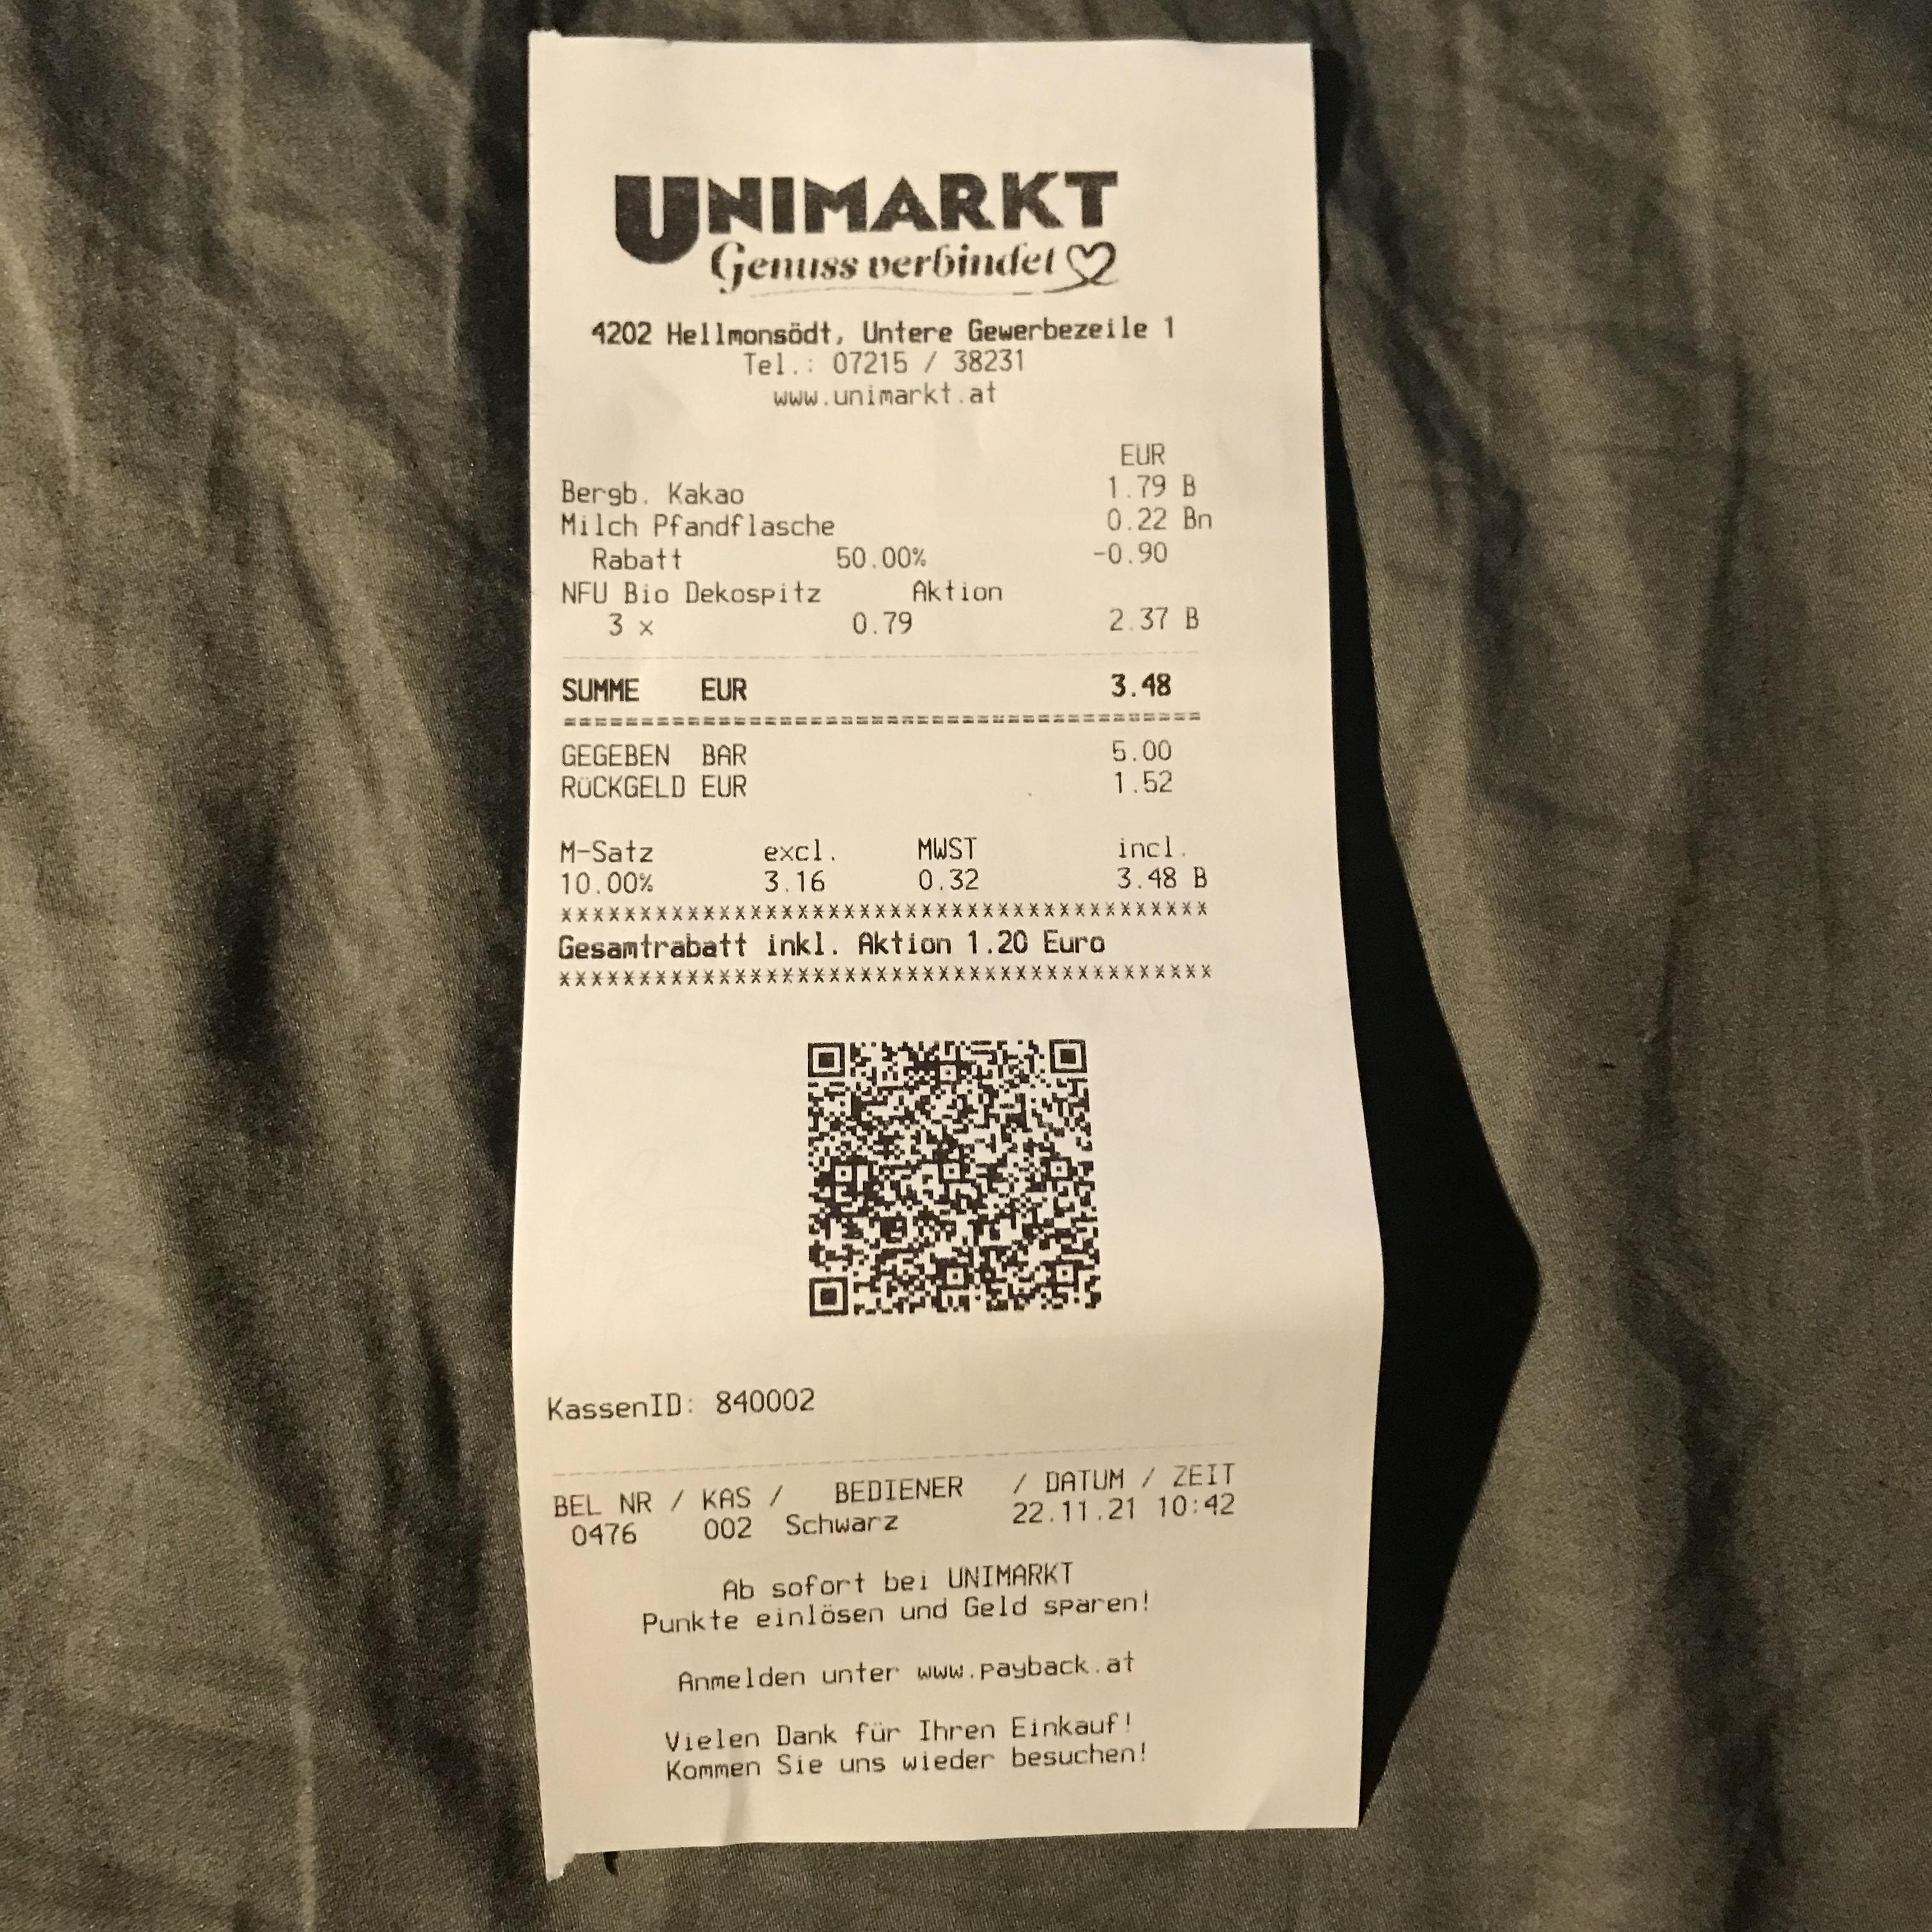 UNIMARKT
Genuss verbindet
4202 Hellmonsödt, Untere Gewerbezeile 1
Tel.: 07215 / 38231
www.unimarkt.at
EUR
Bergb. Kakao 1.79 B
Milch Pfandflasche 0.22 Bn
Rabatt 50.00% -0.90
NFU Bio Dekospitz Aktion
3 x 0.79 2.37 B
SUMME EUR 3.48
=========================================
GEGEBEN BAR 5.00
RÜCKGELD EUR 1.52
M-Satz excl. MWST incl.
10.00% 3.16 0.32 3.48 B
******************************************
Gesamtrabatt inkl. Aktion 1.20 Euro
******************************************
KassenID: 840002
BEL NR / KAS / BEDIENER / DATUM / ZEIT
0476 002 Schwarz 22.11.21 10:42
Ab sofort bei UNIMARKT
Punkte einlösen und Geld sparen!
Anmelden unter www.payback.at
Vielen Dank für Ihren Einkauf!
Kommen Sie uns wieder besuchen!